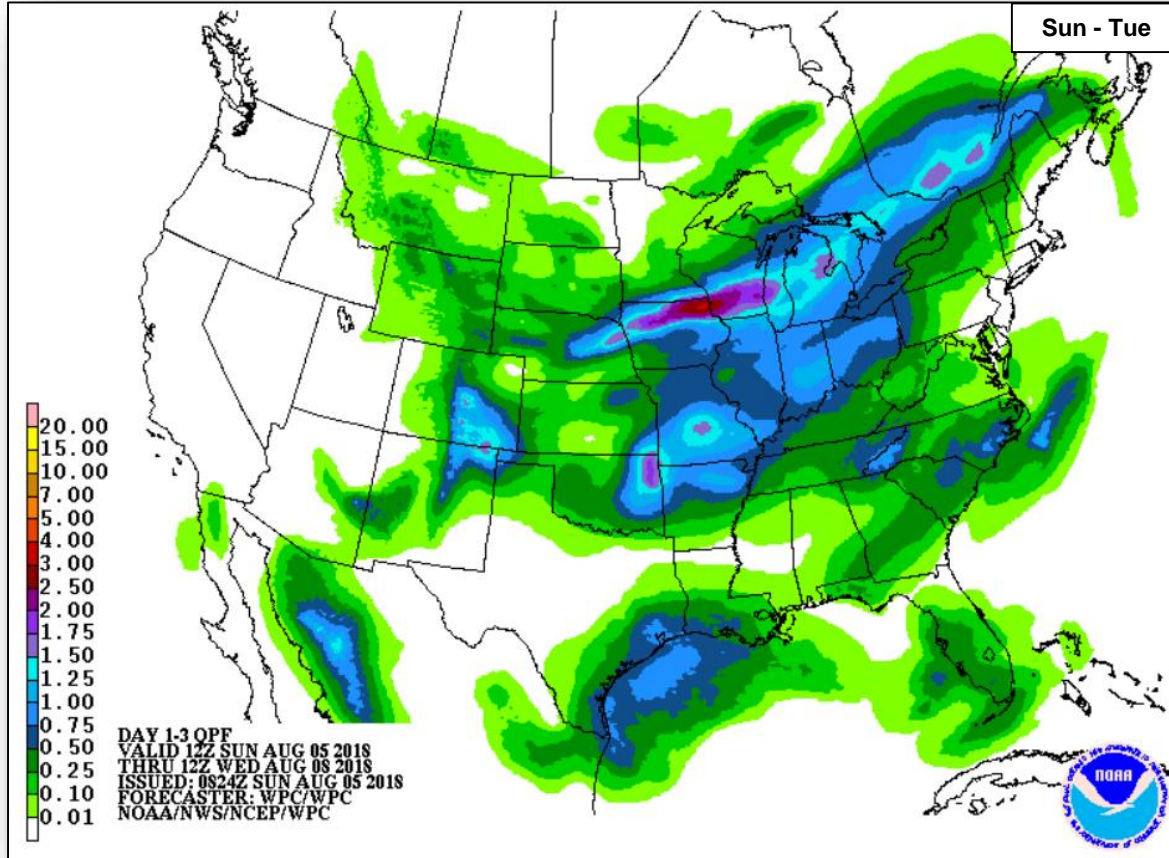 Sun - Tue
20.00
15.00
10.00
7.00
5.00
4.00
3.00
2.50
2.00
1.75
1.50
1.25
1.00
0.75
0.50
0.25
0.10
0.01
DAY 1-3 QPF
VALID 12Z SUN AUG 05 2018
THRU 12Z WED AUG 08 2018
ISSUED: 0824Z SUN AUG 05 2018
FORECASTER: WPC/WPC
NOAA/NWS/NCEP/WPC
NOAA